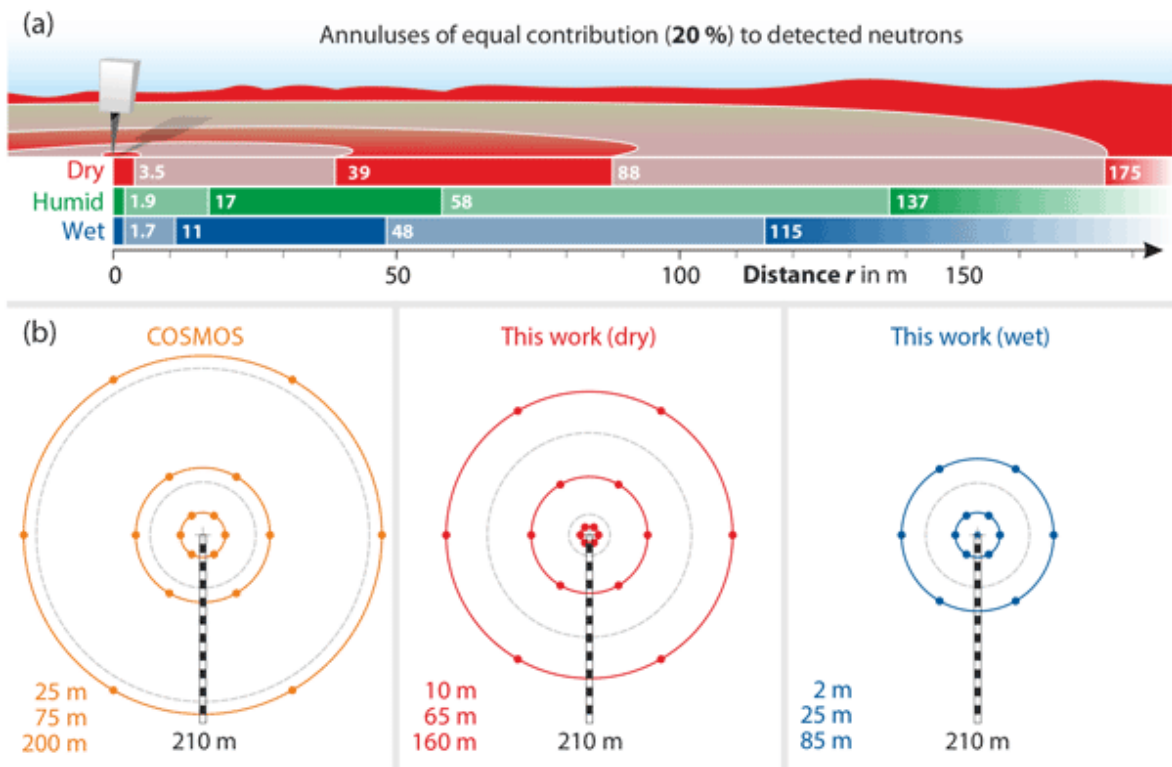 (a)
Annuluses of equal contribution (20 %) to detected neutrons
Dry 3.5 39 88 175
Humid 1.9 17 58 137
Wet 1.7 11 48 115
0 50 100 Distance r in m 150
(b)
COSMOS
25 m
75 m
200 m
210 m
This work (dry)
10 m
65 m
160 m
210 m
This work (wet)
2 m
25 m
85 m
210 m